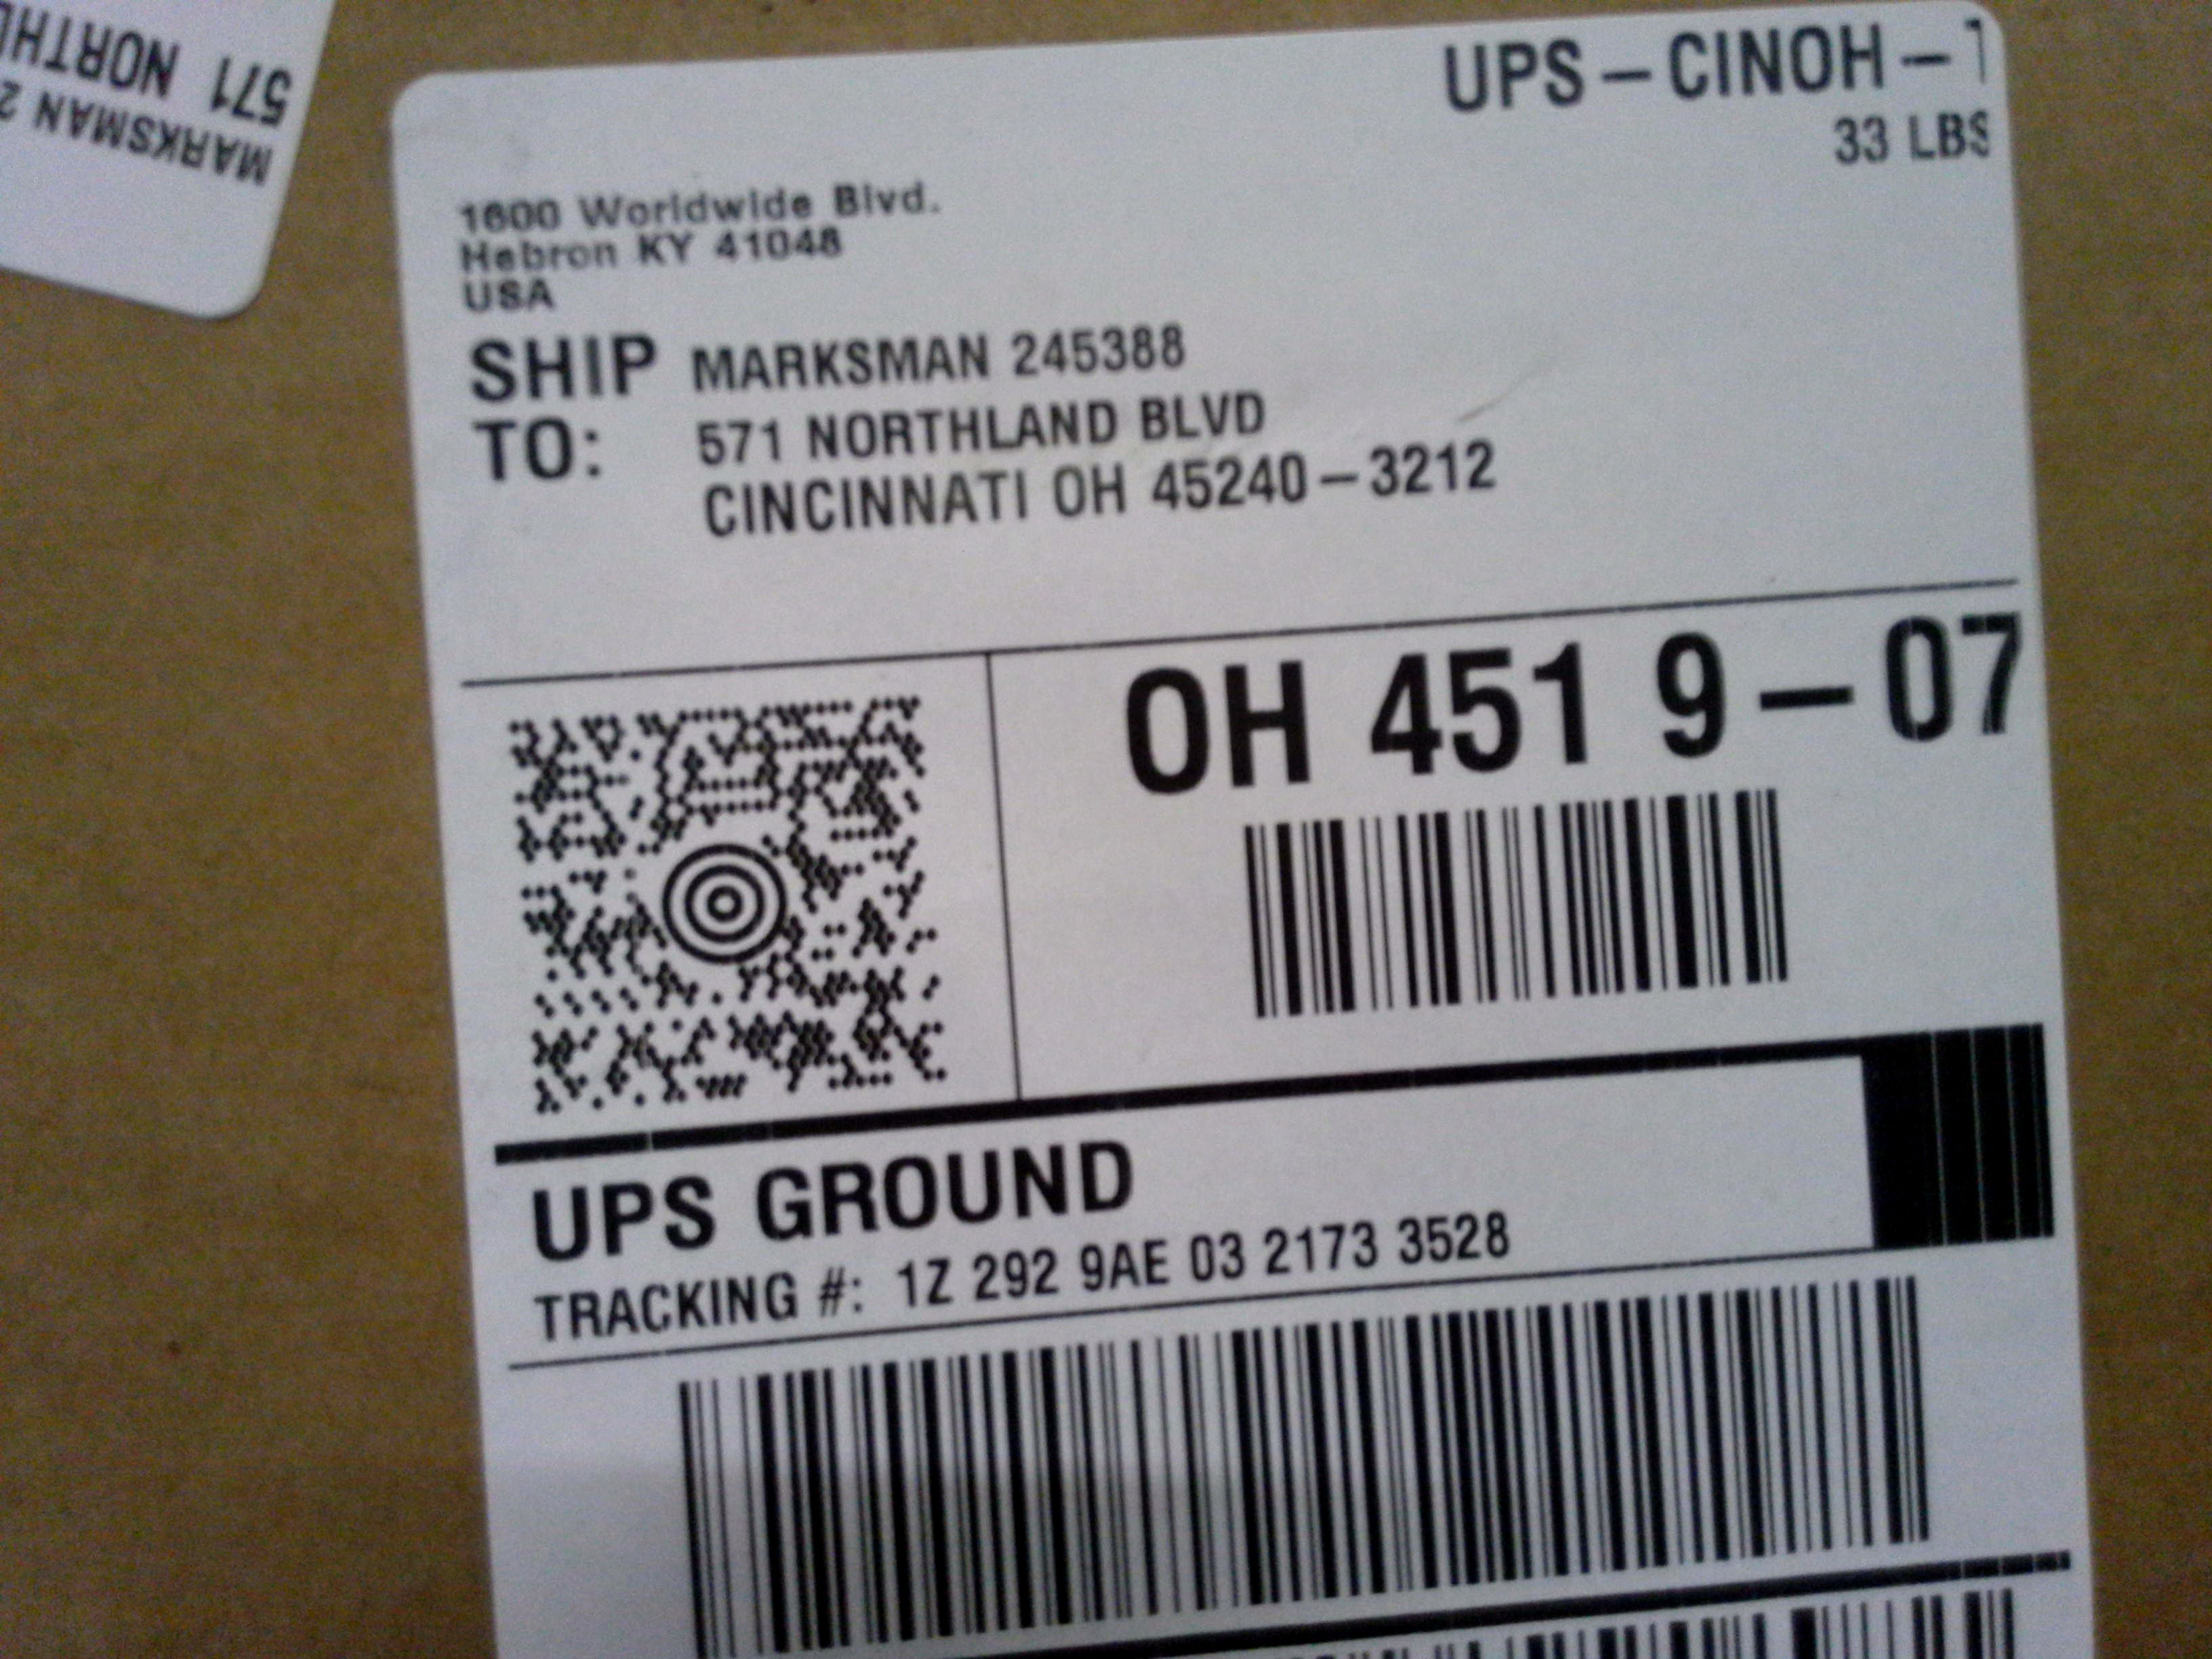 571 NORTHL
MARKSMAN 2
UPS – CINOH – 1
33 LBS
1600 Worldwide Blvd.
Hebron KY 41048
USA
SHIP TO: MARKSMAN 245388
571 NORTHLAND BLVD
CINCINNATI OH 45240–3212
OH 451 9–07
UPS GROUND
TRACKING #: 1Z 292 9AE 03 2173 3528